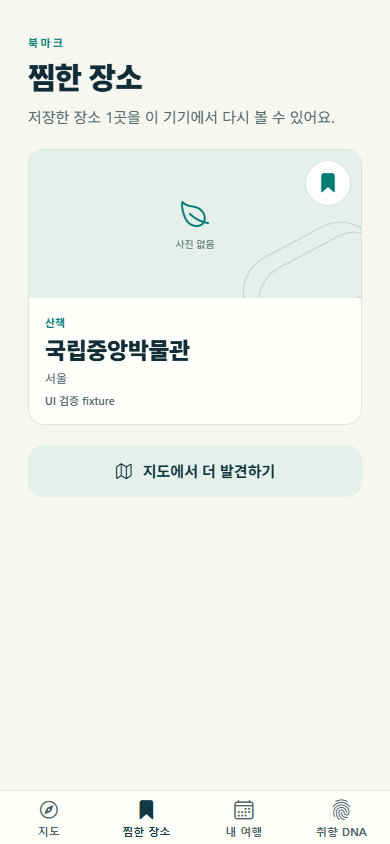 북마크
찜한 장소
저장한 장소 1곳을 이 기기에서 다시 볼 수 있어요.
사진 없음
산책
국립중앙박물관
서울
UI 검증 fixture
지도에서 더 발견하기
지도
찜한 장소
내 여행
취향 DNA